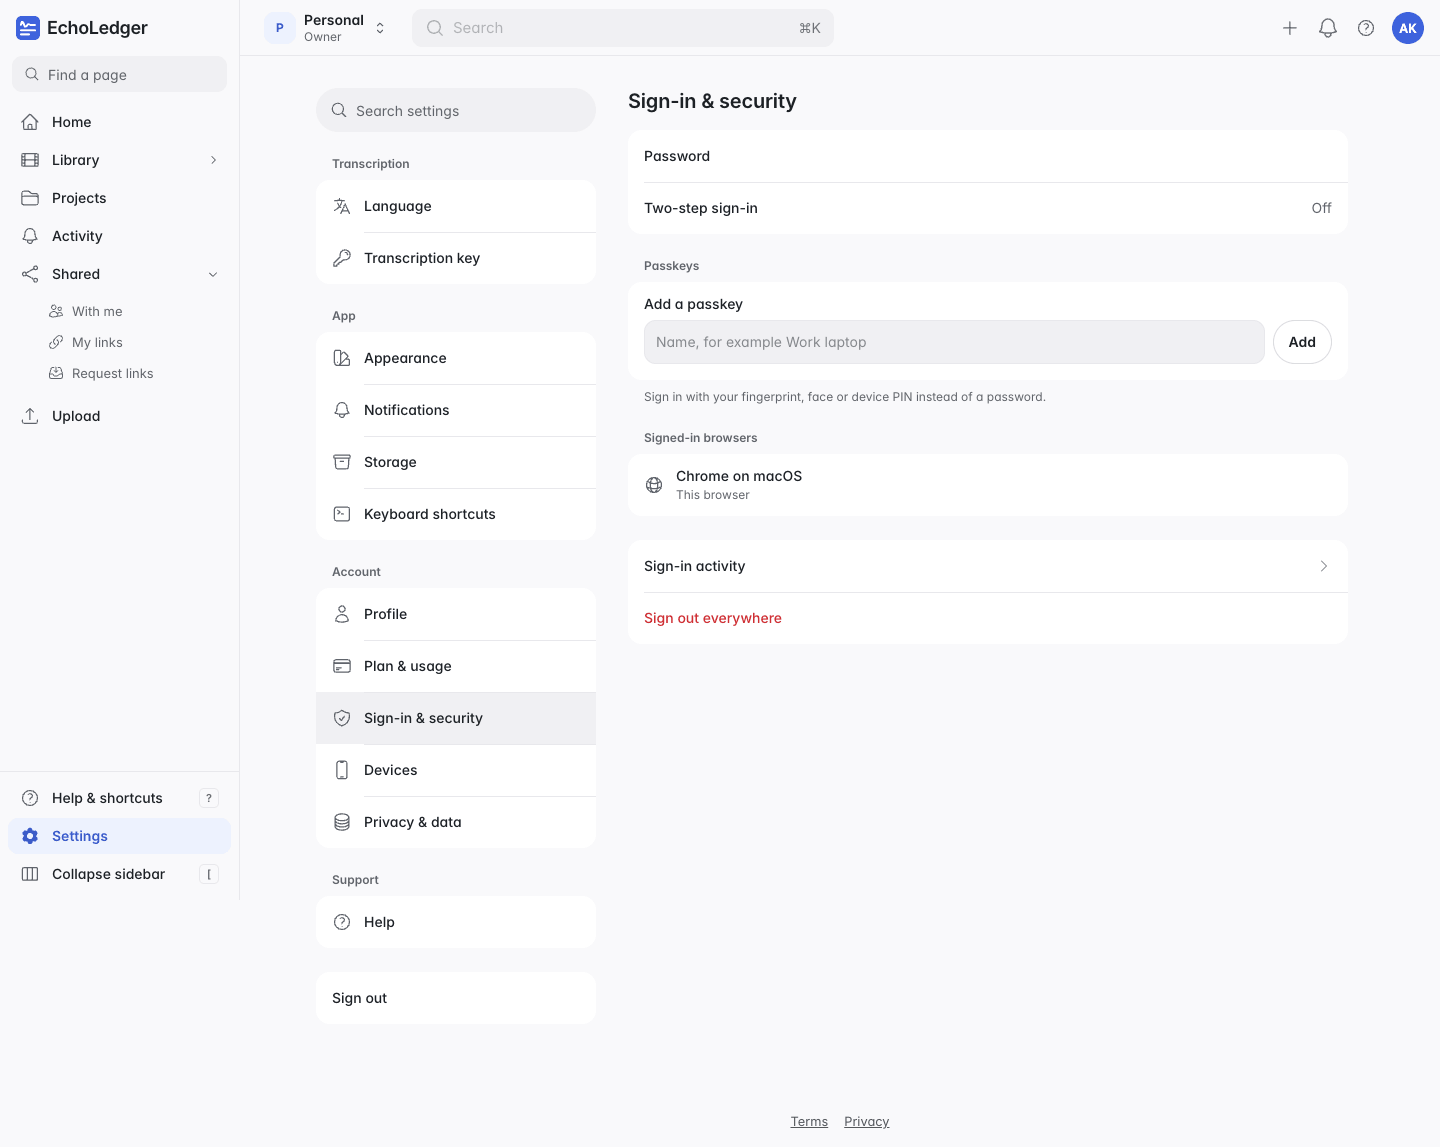 EchoLedger
Find a page
Home
Library
Projects
Activity
Shared
With me
My links
Request links
Upload
Help & shortcuts ?
Settings
Collapse sidebar [
P Personal
Owner
Search ⌘K
AK
Search settings
Transcription
Language
Transcription key
App
Appearance
Notifications
Storage
Keyboard shortcuts
Account
Profile
Plan & usage
Sign-in & security
Devices
Privacy & data
Support
Help
Sign out
Sign-in & security
Password
Two-step sign-in Off
Passkeys
Add a passkey
Name, for example Work laptop Add
Sign in with your fingerprint, face or device PIN instead of a password.
Signed-in browsers
Chrome on macOS
This browser
Sign-in activity
Sign out everywhere
Terms Privacy